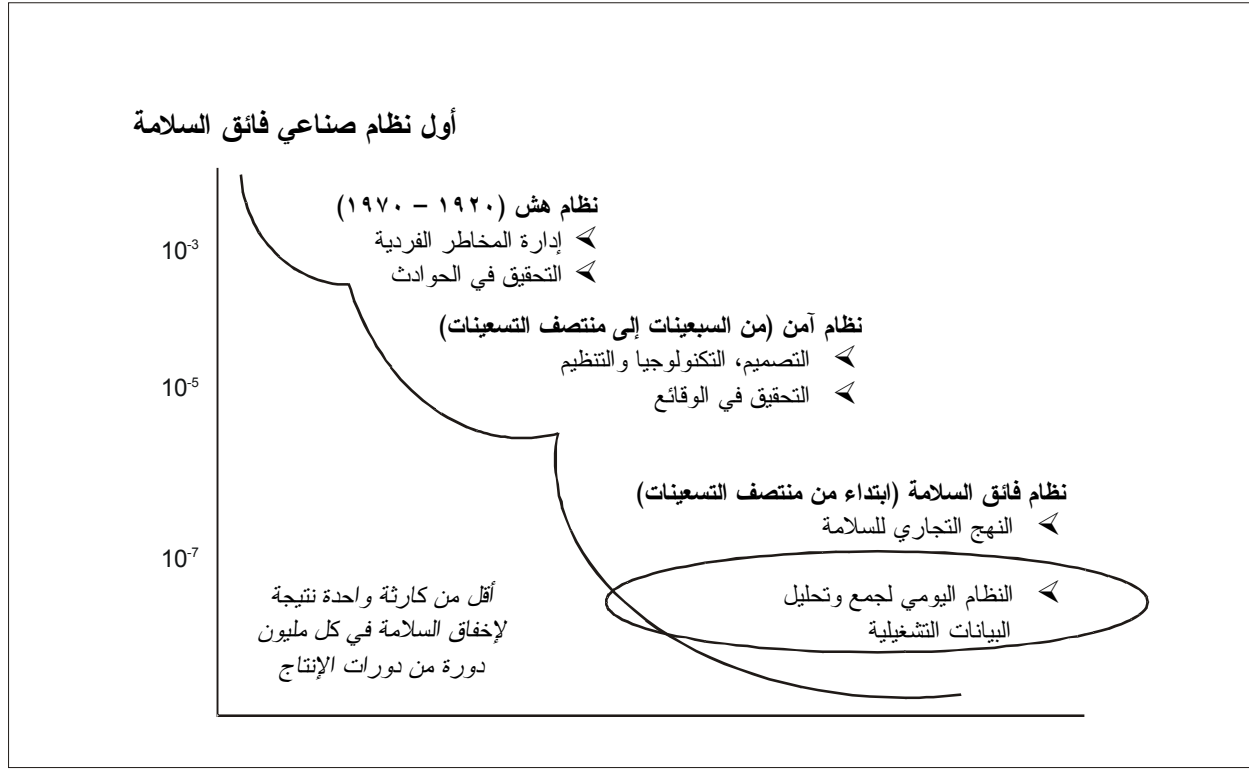 أول نظام صناعي فائق السلامة
نظام هش (١٩٢٠ – ١٩٧٠)
إدارة المخاطر الفردية
التحقيق في الحوادث
10-3
نظام آمن (من السبعينات إلى منتصف التسعينات)
التصميم، التكنولوجيا والتنظيم
التحقيق في الوقائع
10-5
نظام فائق السلامة (ابتداء من منتصف التسعينات)
النهج التجاري للسلامة
10-7
النظام اليومي لجمع وتحليل
البيانات التشغيلية
أقل من كارثة واحدة نتيجة
لإخفاق السلامة في كل مليون
دورة من دورات الإنتاج